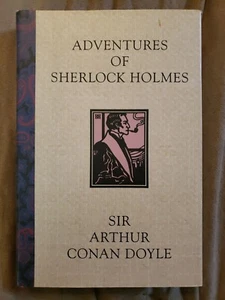 ADVENTURES
OF
SHERLOCK HOLMES
SIR
ARTHUR
CONAN DOYLE